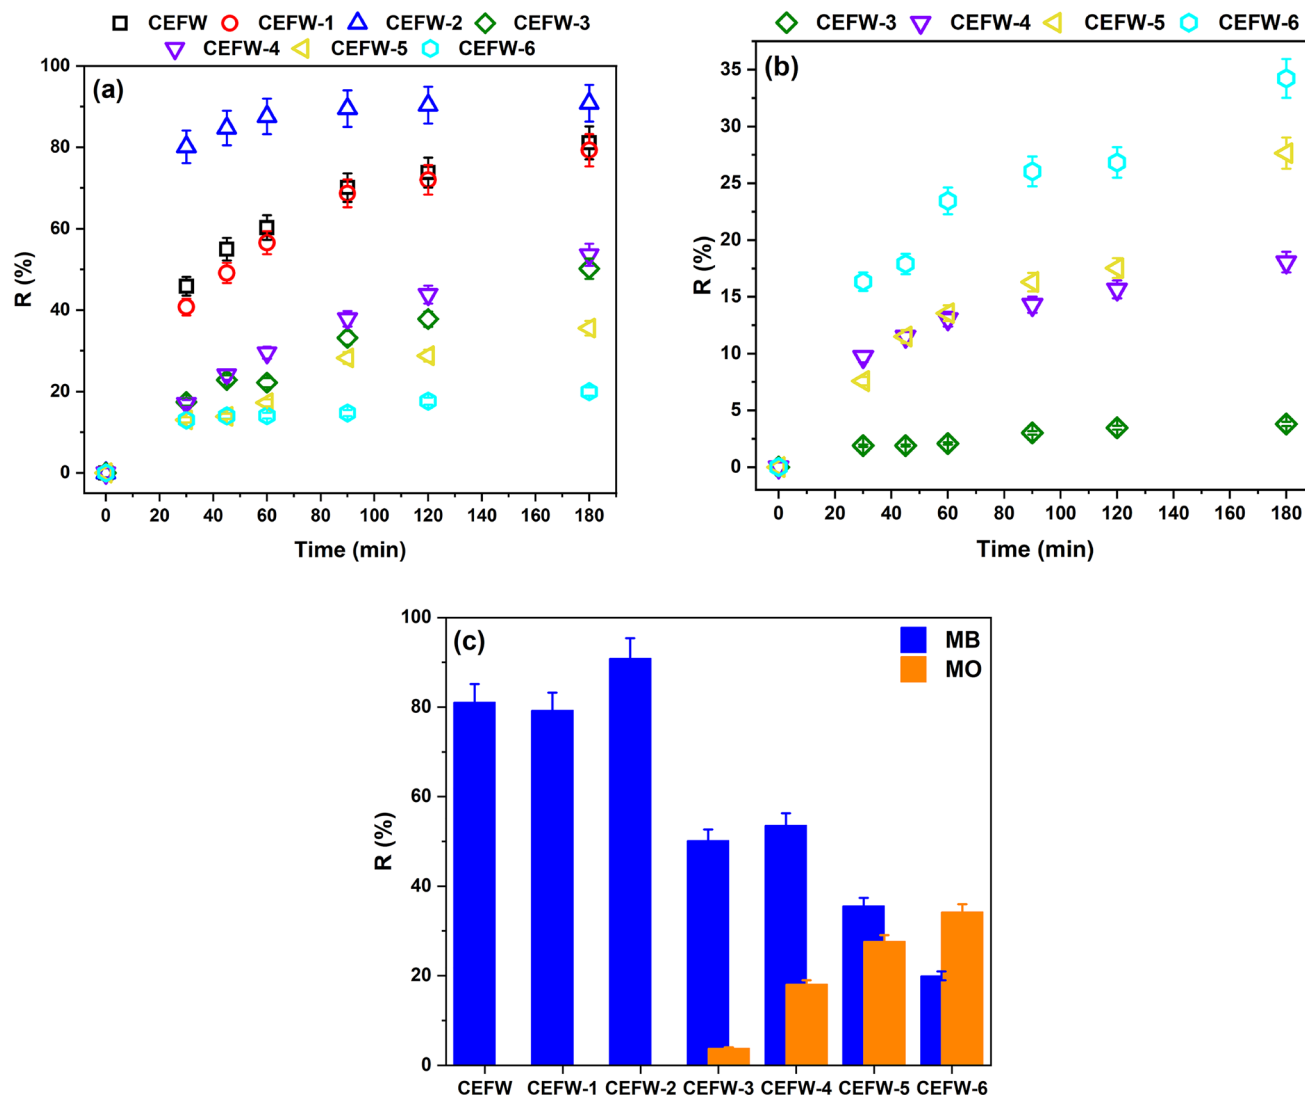 CEFW CEFW-1 CEFW-2 CEFW-3
CEFW-4 CEFW-5 CEFW-6
(a)
100
80
60
40
20
0
R (%)
0 20 40 60 80 100 120 140 160 180
Time (min)
CEFW-3 CEFW-4 CEFW-5 CEFW-6
(b)
35
30
25
20
15
10
5
0
R (%)
0 20 40 60 80 100 120 140 160 180
Time (min)
(c)
MB
MO
100
80
60
40
20
0
R (%)
CEFW CEFW-1 CEFW-2 CEFW-3 CEFW-4 CEFW-5 CEFW-6